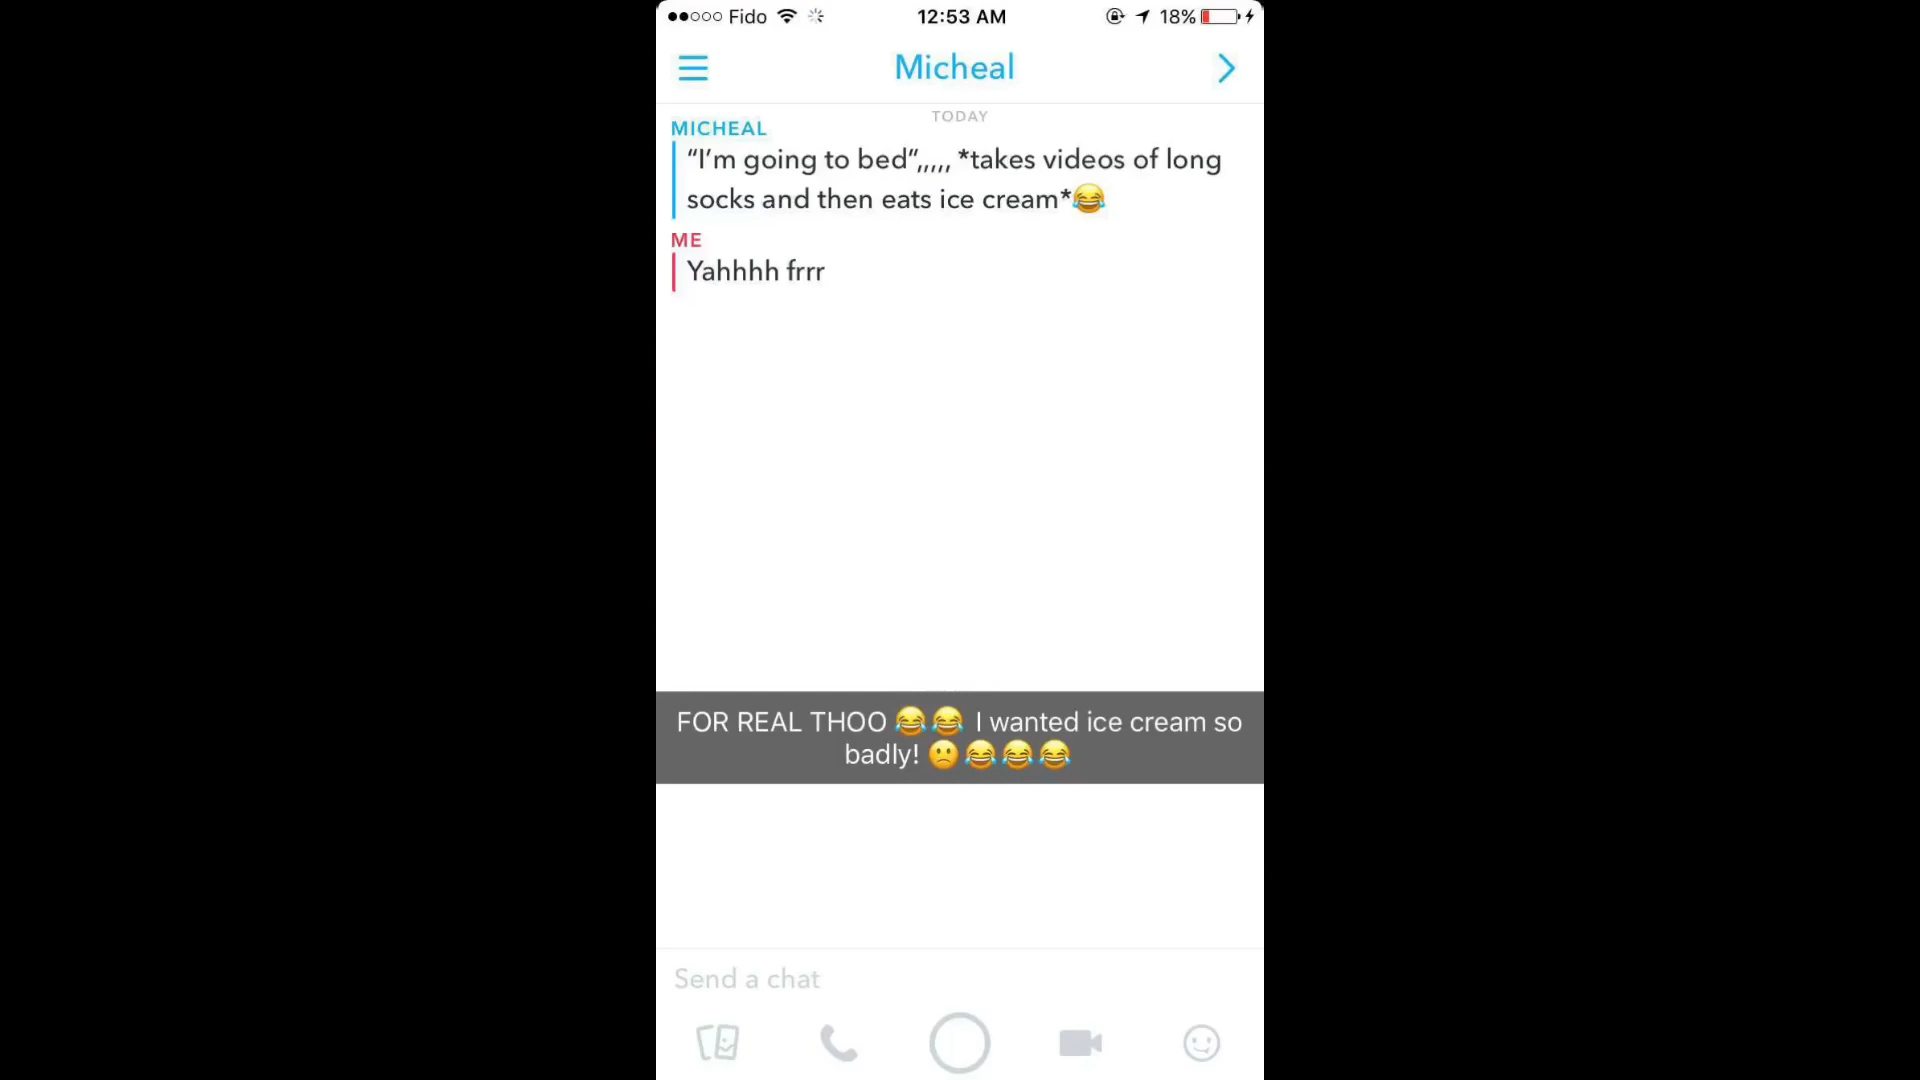 Fido 12:53 AM 18%
Micheal
TODAY
MICHEAL
“I’m going to bed”,,,,, *takes videos of long
socks and then eats ice cream*😂
ME
Yahhhh frrr
FOR REAL THOO 😂😂 I wanted ice cream so
badly! 🙁😂😂😂
Send a chat